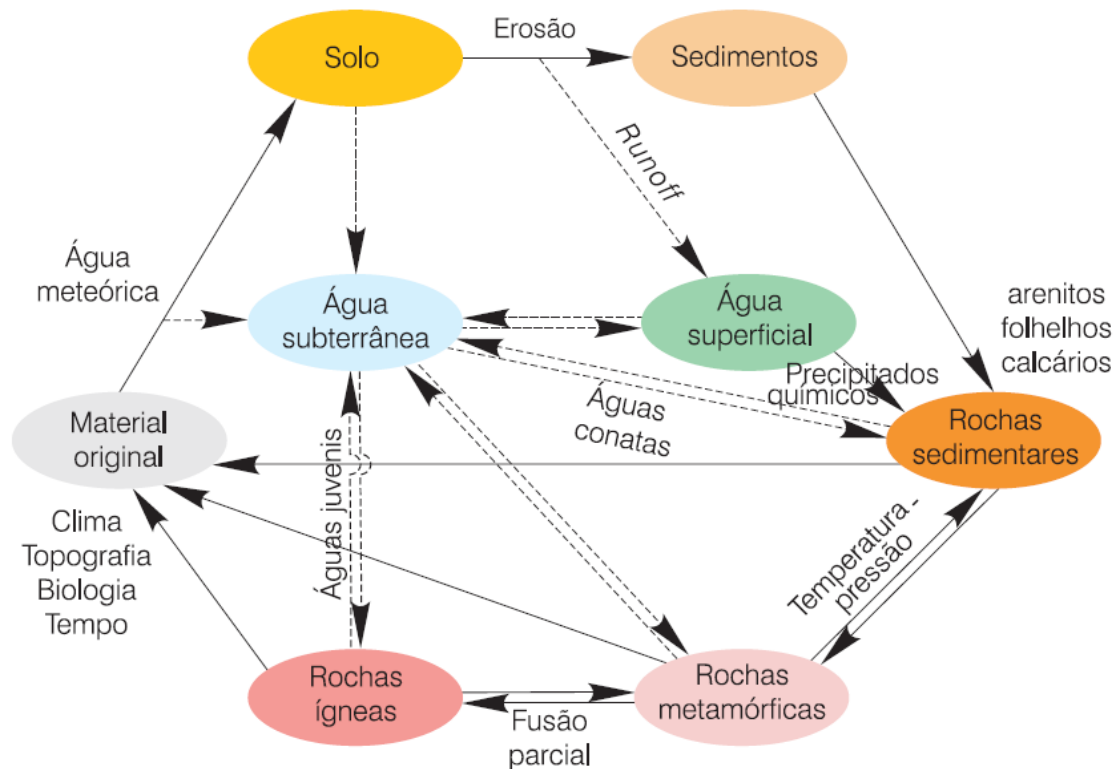 Erosão
Solo
Sedimentos
Runoff
Água
meteórica
Água
subterrânea
Água
superficial
arenitos
folhelhos
calcários
Precipitados
químicos
Águas
conatas
Material
original
Rochas
sedimentares
Águas juvenis
Clima
Topografia
Biologia
Tempo
Temperatura -
pressão
Rochas
ígneas
Rochas
metamórficas
Fusão
parcial